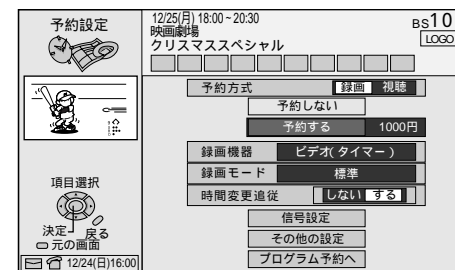 予約設定
12/25(月) 18:00~20:30
映画劇場
クリスマススペシャル
BS10
LOGO
予約方式 録画 視聴
予約しない
予約する 1000円
録画機器 ビデオ(タイマー)
録画モード 標準
時間変更追従 しない する
信号設定
その他の設定
プログラム予約へ
項目選択
決定 戻る
元の画面
12/24(日)16:00